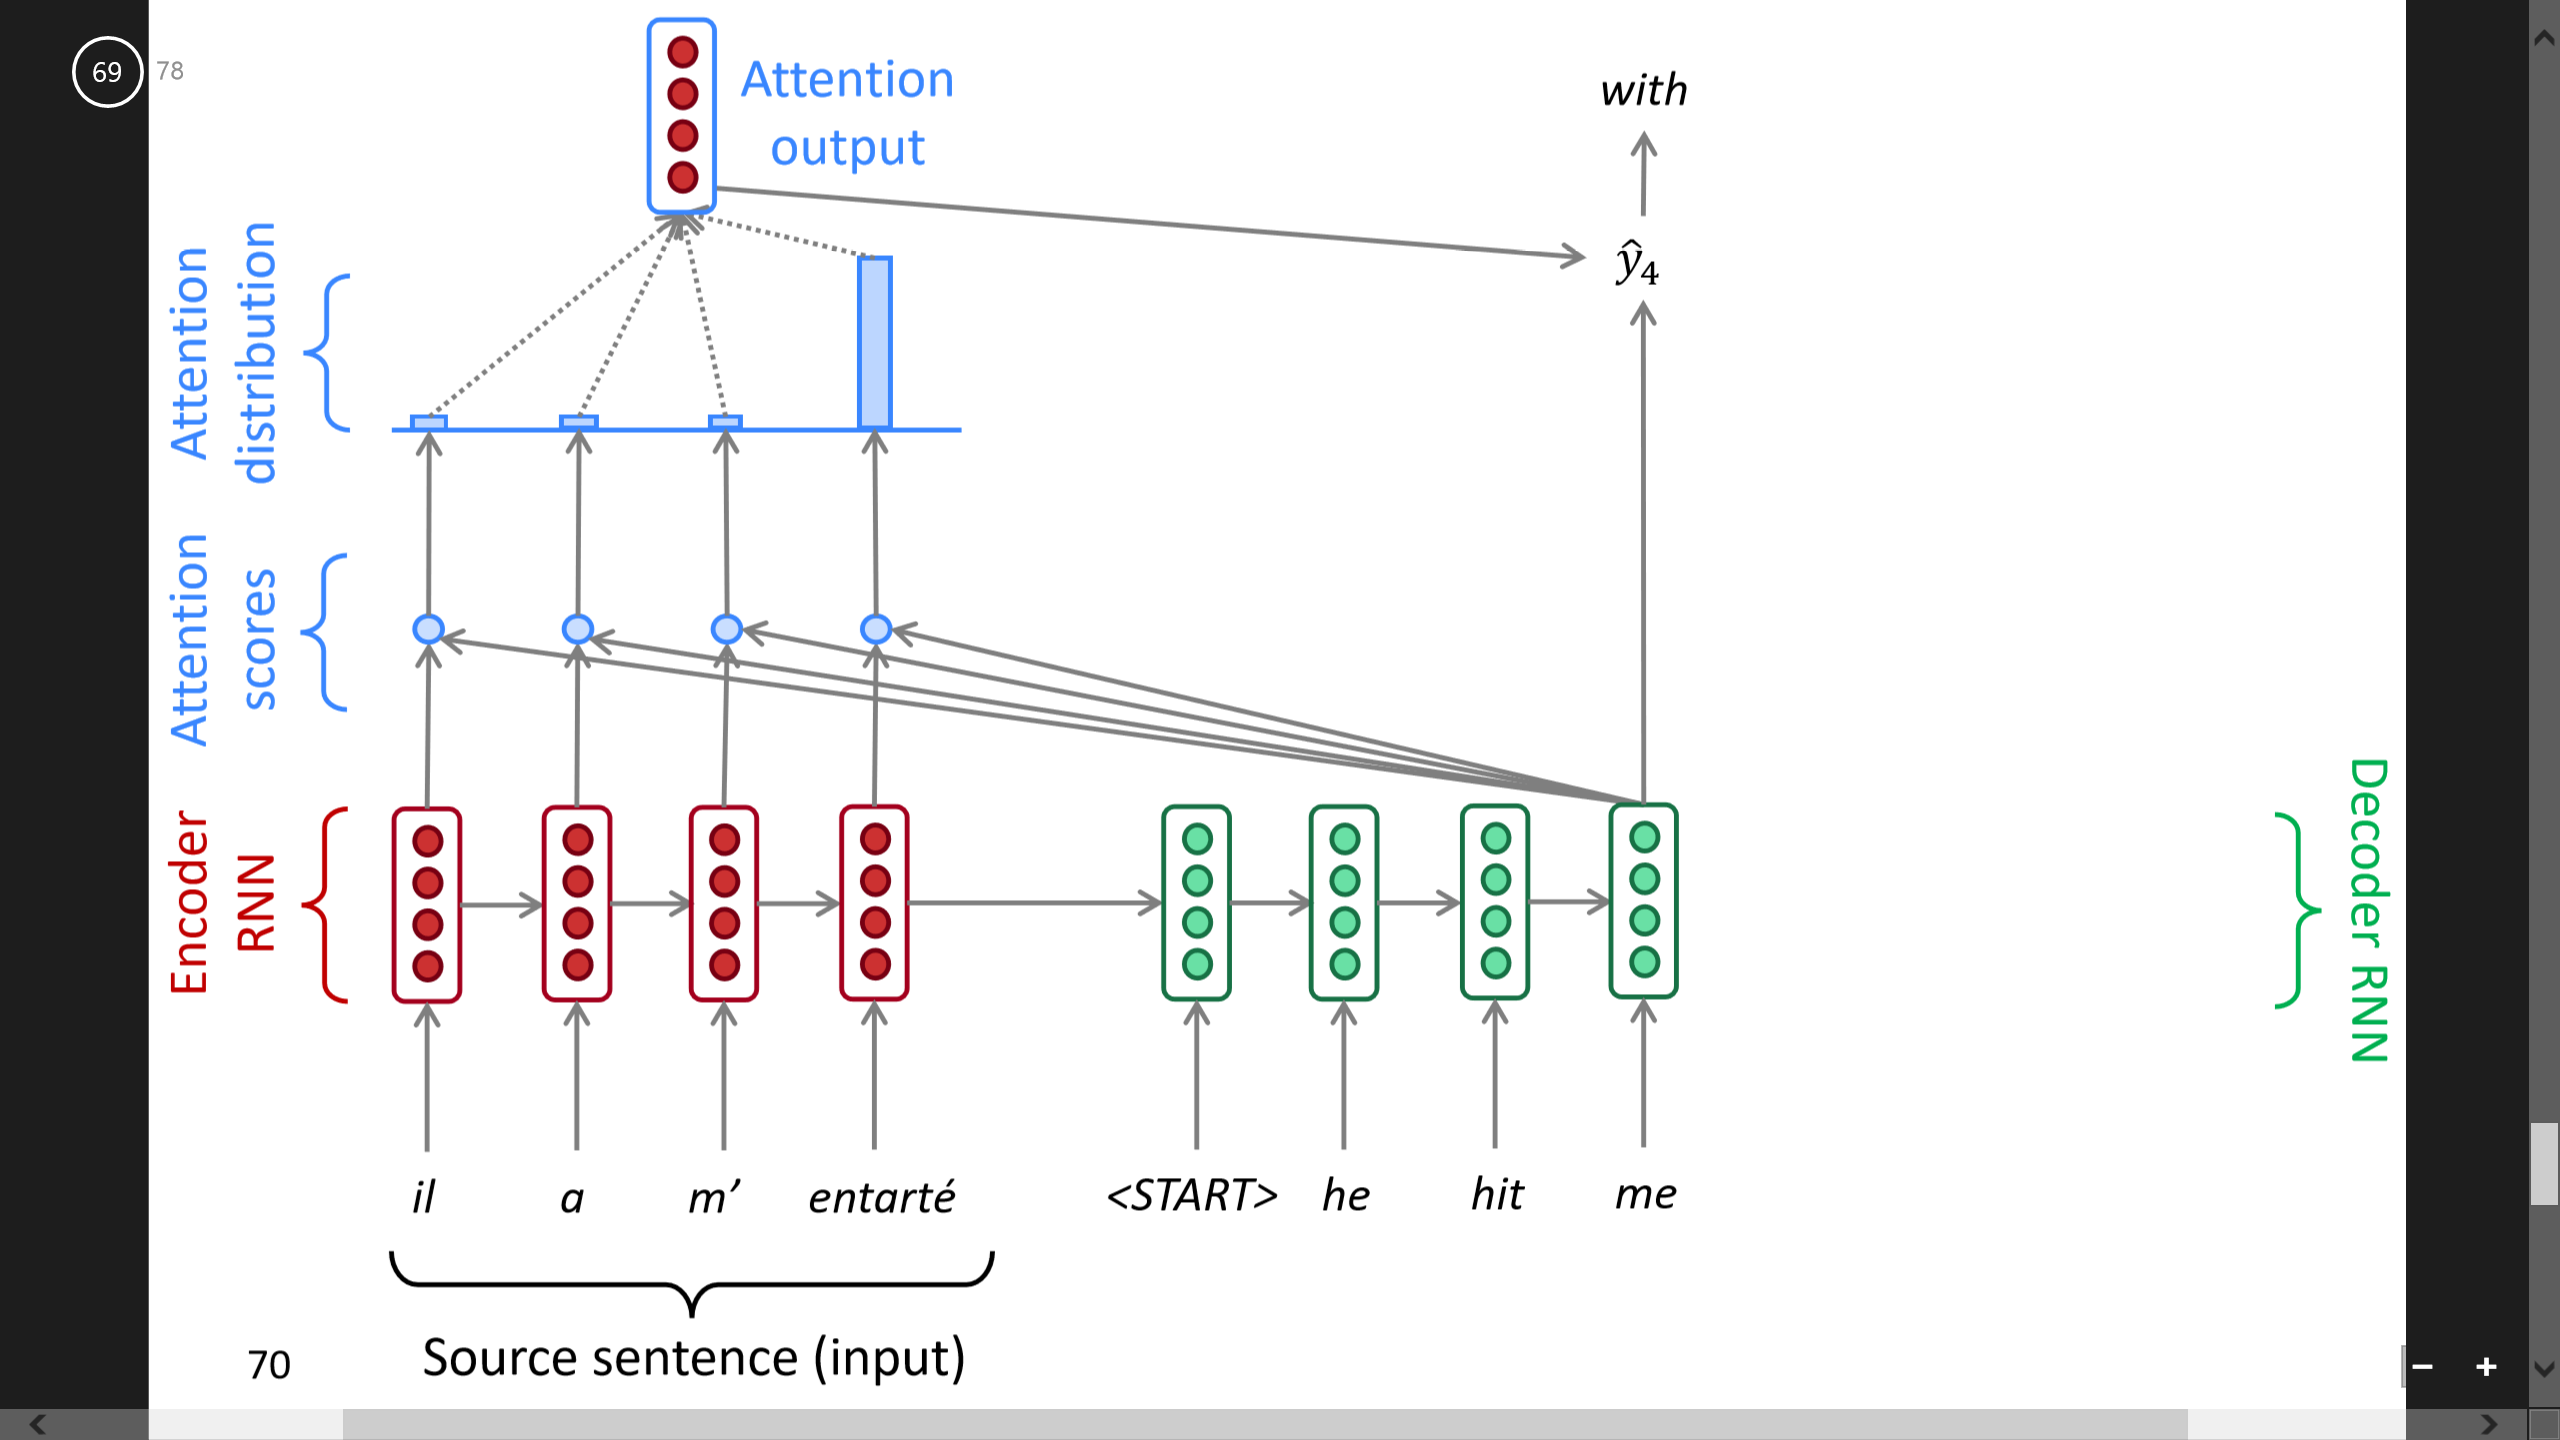 69
78
Attention
output
with
ŷ4
Attention
distribution
Attention
scores
Encoder
RNN
Decoder RNN
il a m’ entarté <START> he hit me
Source sentence (input)
70